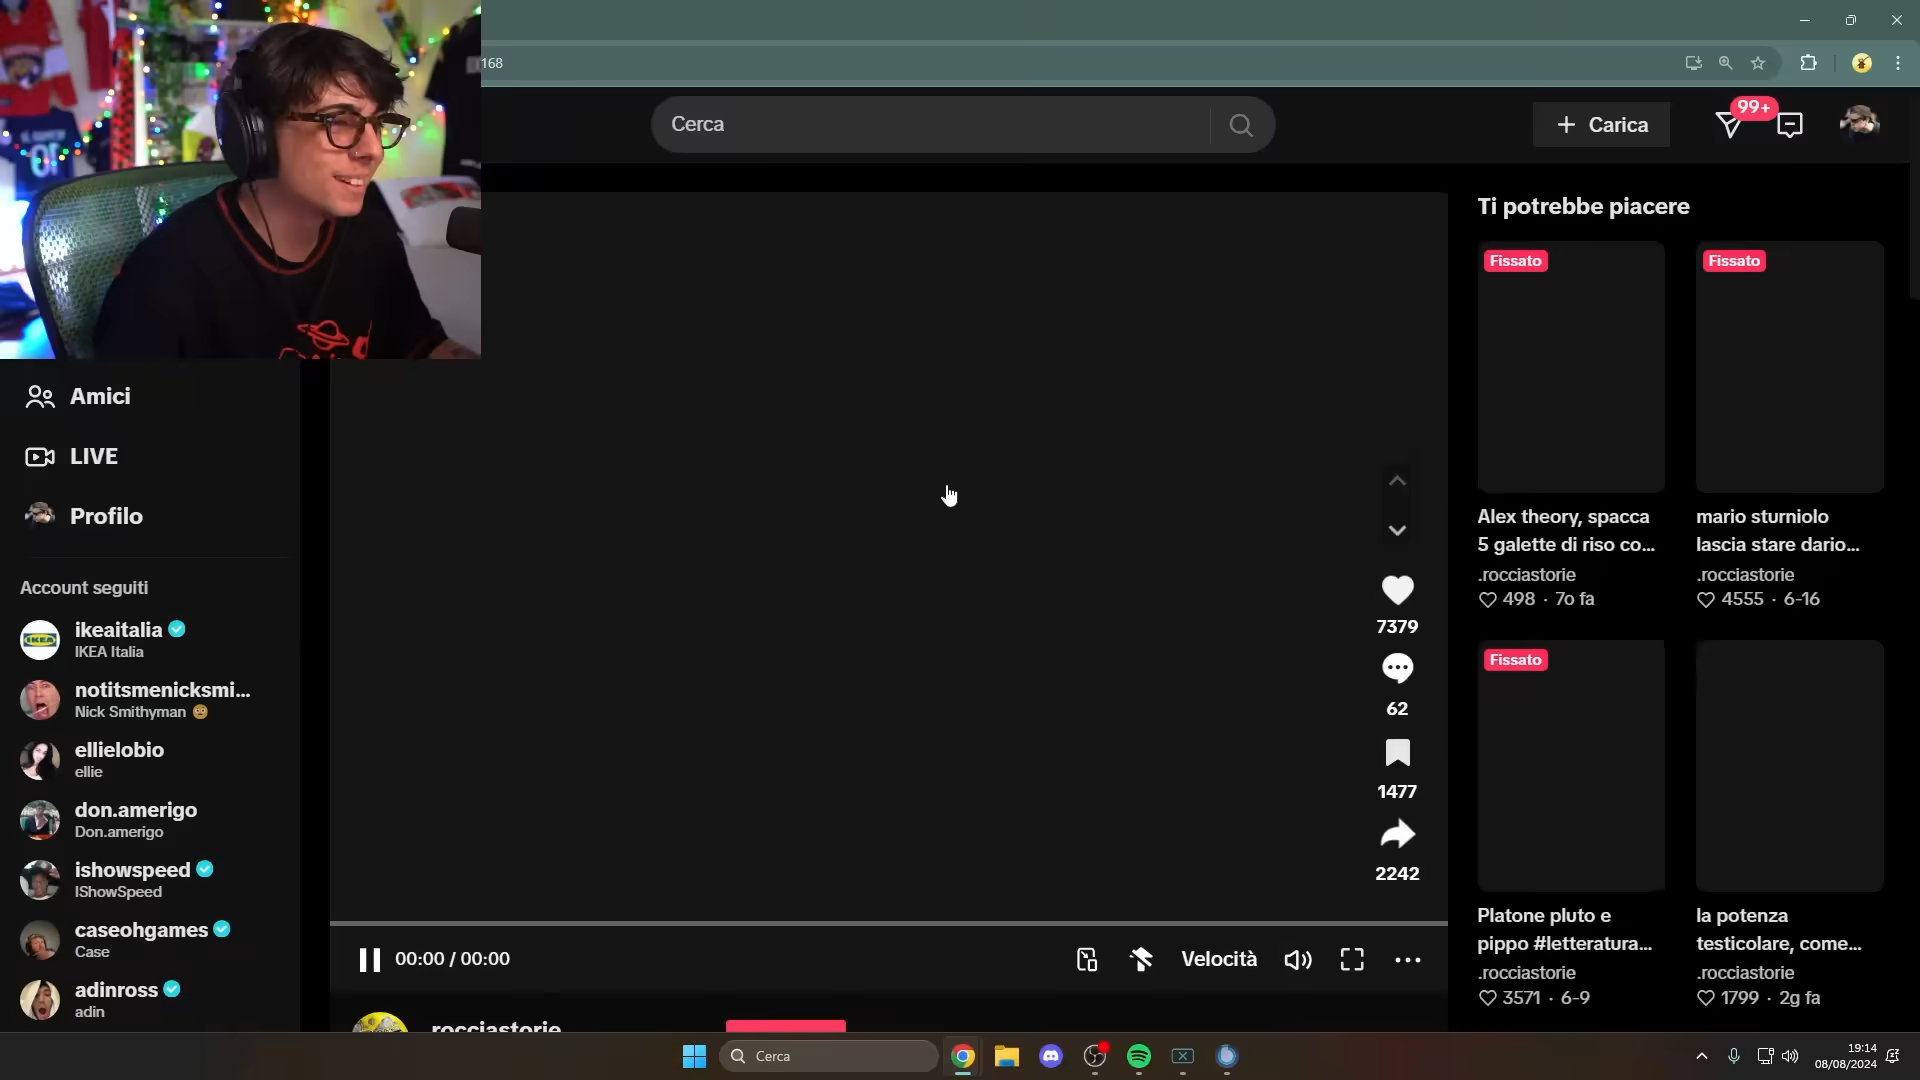 168
Cerca
+ Carica
99+
Amici
LIVE
Profilo
Account seguiti
ikeaitalia
IKEA Italia
notitsmenicksmi...
Nick Smithyman
ellielobio
ellie
don.amerigo
Don.amerigo
ishowspeed
IShowSpeed
caseohgames
Case
adinross
adin
7379
62
1477
2242
00:00 / 00:00
Velocità
rocciastorie
Ti potrebbe piacere
Fissato
Alex theory, spacca
5 galette di riso co...
.rocciastorie
498 · 7o fa
Fissato
mario sturniolo
lascia stare dario...
.rocciastorie
4555 · 6-16
Fissato
Platone pluto e
pippo #letteratura...
.rocciastorie
3571 · 6-9
la potenza
testicolare, come...
.rocciastorie
1799 · 2g fa
Cerca
19:14
08/08/2024